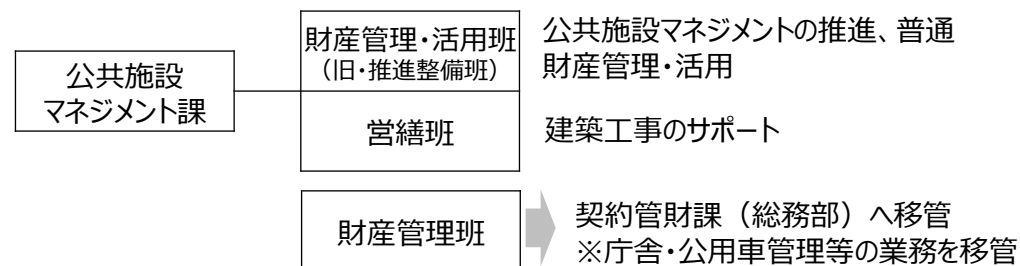 公共施設
マネジメント課
財産管理・活用班
（旧・推進整備班）
公共施設マネジメントの推進、普通
財産管理・活用
営繕班
建築工事のサポート
財産管理班
契約管財課（総務部）へ移管
※庁舎・公用車管理等の業務を移管